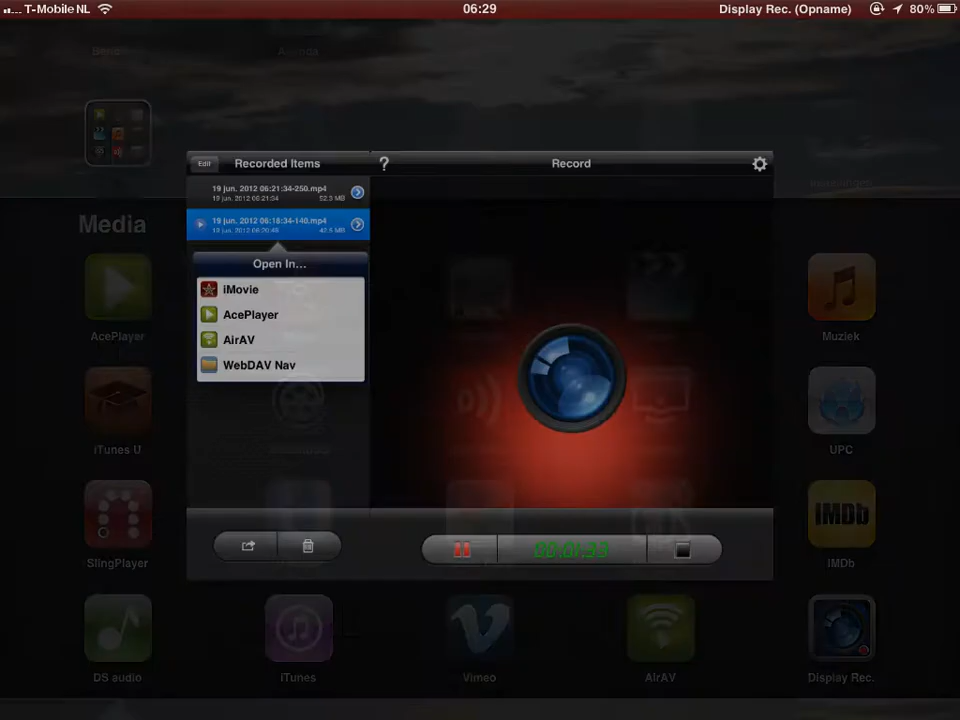 T-Mobile NL
06:29
Display Rec. (Opname)
80%
Edit
Recorded Items
?
Record
19 jun. 2012 06:21:34-250.mp4
19 jun. 2012 06:21:34
52.3 MB
19 jun. 2012 06:18:34-140.mp4
19 jun. 2012 06:20:48
42.5 MB
Open In...
iMovie
AcePlayer
AirAV
WebDAV Nav
Media
AcePlayer
Muziek
iTunes U
UPC
SlingPlayer
IMDb
IMDb
00:01:33
DS audio
iTunes
Vimeo
AirAV
Display Rec.